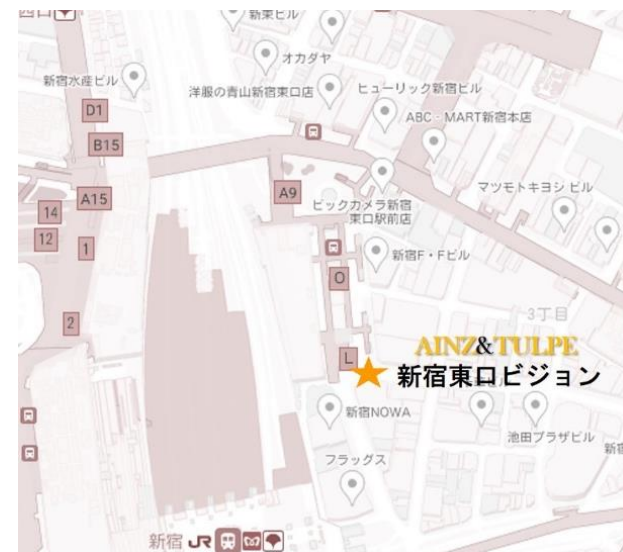 西口
新東ビル
オカダヤ
新宿水産ビル
洋服の青山新宿東口店
ヒューリック新宿ビル
D1
ABC-MART新宿本店
B15
マツモトキヨシ ビル
A15
A9
ビックカメラ新宿
東口駅前店
14
12
1
新宿F・Fビル
O
2
3丁目
AINZ&TULPE
L
新宿東口ビジョン
新宿NOWA
池田プラザビル
フラッグス
新宿 JR